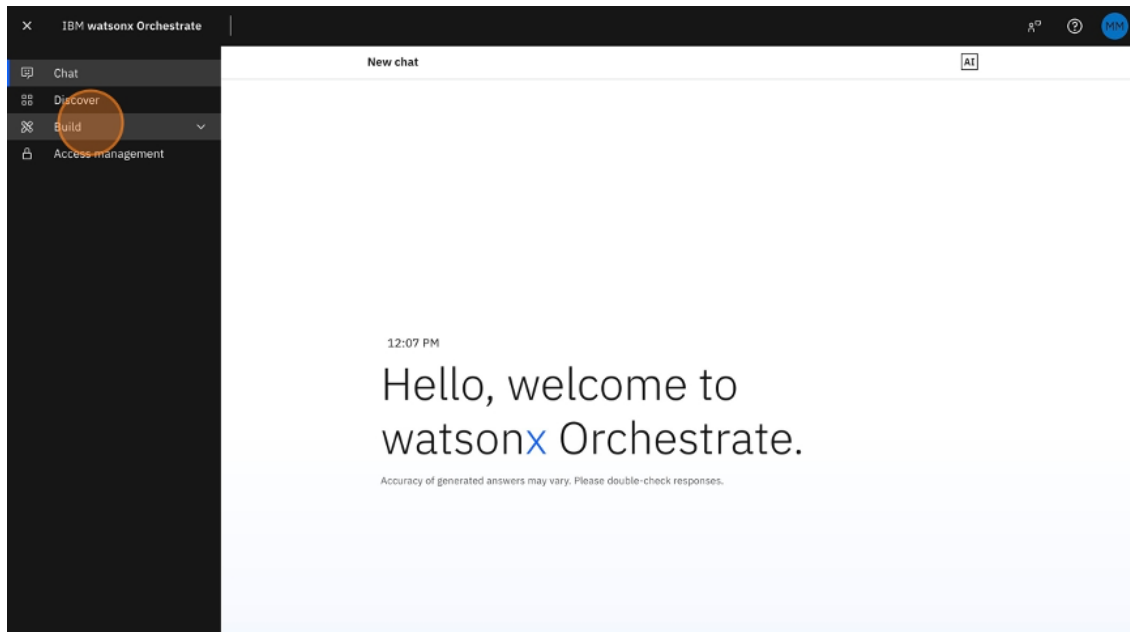 IBM watsonx Orchestrate
MM
Chat
New chat
AI
Discover
Build
Access management
12:07 PM
Hello, welcome to
watsonx Orchestrate.
Accuracy of generated answers may vary. Please double-check responses.